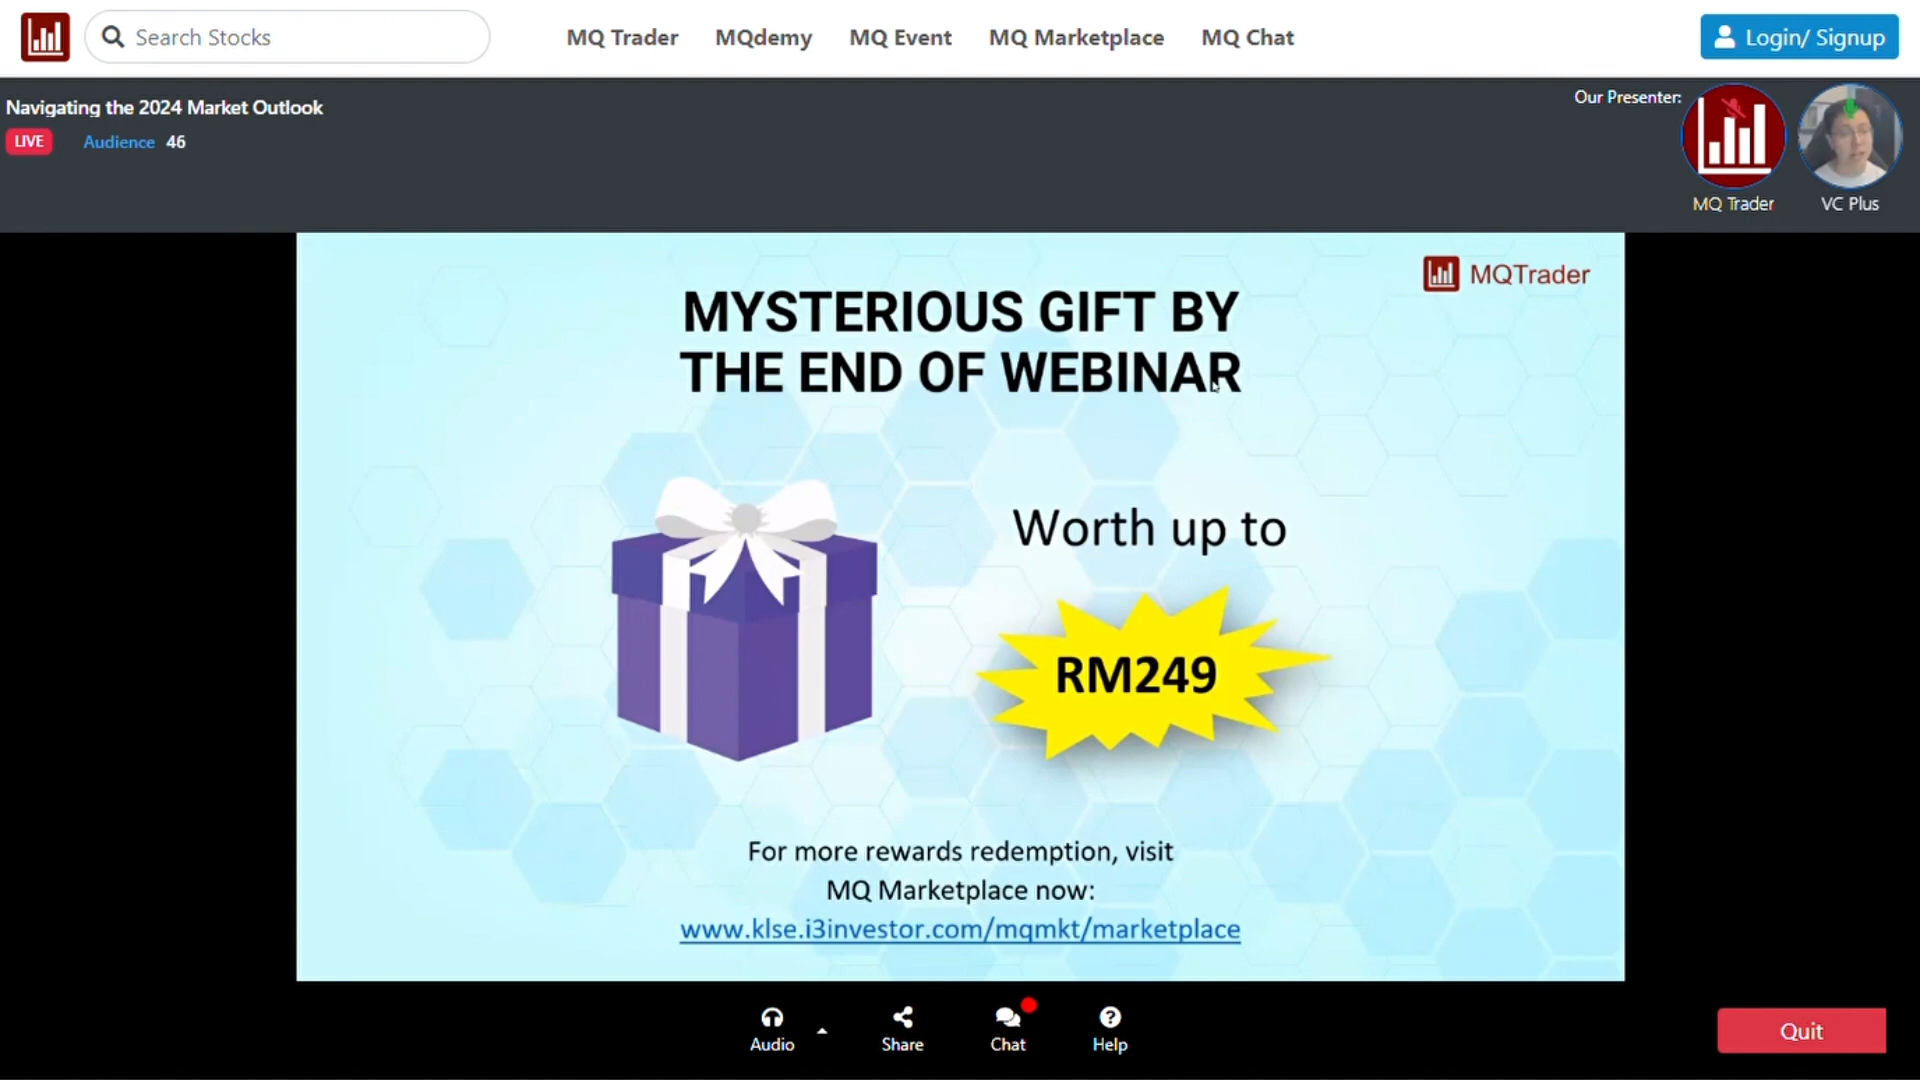 Search Stocks
MQ Trader
MQdemy
MQ Event
MQ Marketplace
MQ Chat
Login/ Signup
Navigating the 2024 Market Outlook
LIVE
Audience 46
Our Presenter:
MQ Trader
VC Plus
MQTrader
MYSTERIOUS GIFT BY
THE END OF WEBINAR
Worth up to
RM249
For more rewards redemption, visit
MQ Marketplace now:
www.klse.i3investor.com/mqmkt/marketplace
Audio
Share
Chat
Help
Quit